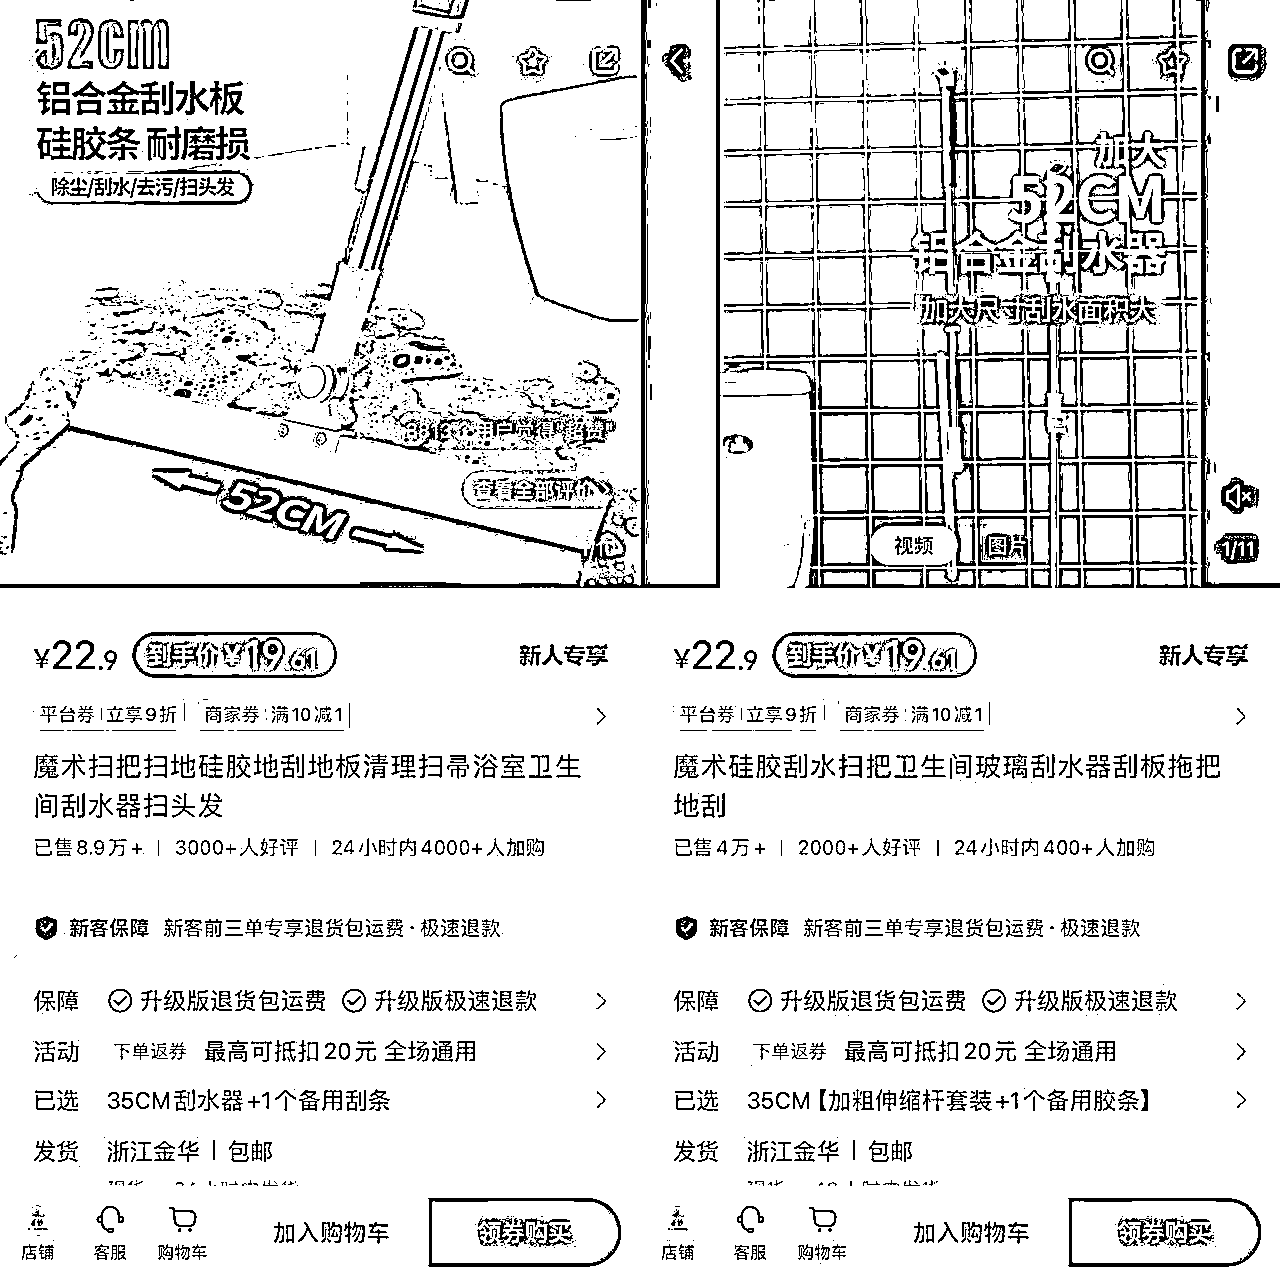 52cm
铝合金刮水板
硅胶条 耐磨损
除尘/刮水/去污/扫头发
查看全部评价
52CM
¥22.9 到手价¥19.61 新人专享
平台券 立享9折 商家券 满10减1
魔术扫把扫地硅胶地刮地板清理扫帚浴室卫生
间刮水器扫头发
已售8.9万+ | 3000+人好评 | 24小时内4000+人加购
新客保障 新客前三单专享退货包运费·极速退款
保障 升级版退货包运费 升级版极速退款
活动 下单返券 最高可抵扣20元 全场通用
已选 35CM刮水器+1个备用刮条
发货 浙江金华 | 包邮
店铺 客服 购物车 加入购物车 领券购买
加大
52CM
铝合金刮水器
加大尺寸刮水面积大
视频 图片 1/11
¥22.9 到手价¥19.61 新人专享
平台券 立享9折 商家券 满10减1
魔术硅胶刮水扫把卫生间玻璃刮水器刮板拖把
地刮
已售4万+ | 2000+人好评 | 24小时内400+人加购
新客保障 新客前三单专享退货包运费·极速退款
保障 升级版退货包运费 升级版极速退款
活动 下单返券 最高可抵扣20元 全场通用
已选 35CM【加粗伸缩杆套装+1个备用胶条】
发货 浙江金华 | 包邮
店铺 客服 购物车 加入购物车 领券购买